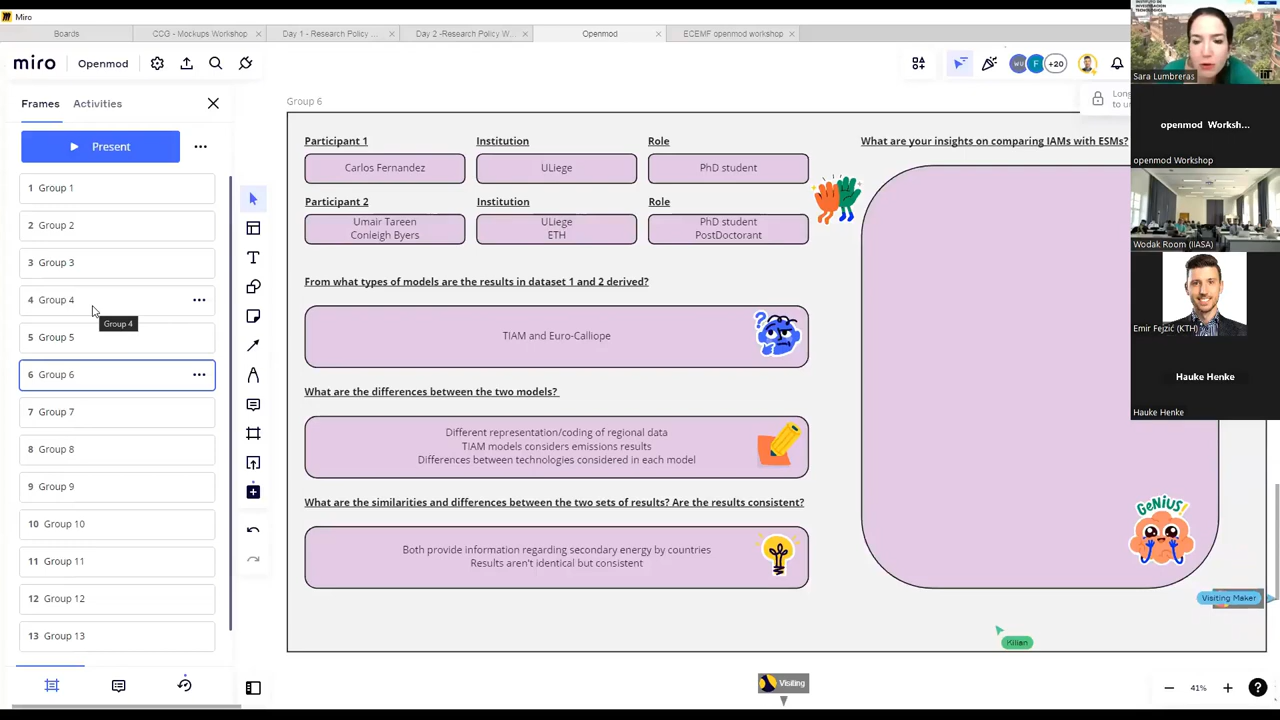 Miro
Boards
CCG - Mockups Workshop
Day 1 - Research Policy ...
Day 2 -Research Policy W...
Openmod
ECEMF openmod workshop
miro
Openmod
WU
F
+20
Frames
Activities
Present
1 Group 1
2 Group 2
3 Group 3
4 Group 4
Group 4
5 Group 5
6 Group 6
7 Group 7
8 Group 8
9 Group 9
10 Group 10
11 Group 11
12 Group 12
13 Group 13
Group 6
Participant 1
Institution
Role
Carlos Fernandez
ULiege
PhD student
Participant 2
Institution
Role
Umair Tareen
Conleigh Byers
ULiege
ETH
PhD student
PostDoctorant
From what types of models are the results in dataset 1 and 2 derived?
TIAM and Euro-Calliope
What are the differences between the two models?
Different representation/coding of regional data
TIAM models considers emissions results
Differences between technologies considered in each model
What are the similarities and differences between the two sets of results? Are the results consistent?
Both provide information regarding secondary energy by countries
Results aren't identical but consistent
What are your insights on comparing IAMs with ESMs?
GENIUS!
Visiting Maker
Kilian
Visiting
41%
Long
to u
INSTITUTO DE
INVESTIGACIÓN
TECNOLÓGICA
Sara Lumbreras
openmod Worksh...
openmod Workshop
Wodak Room (IIASA)
Emir Fejzić (KTH)
Hauke Henke
Hauke Henke